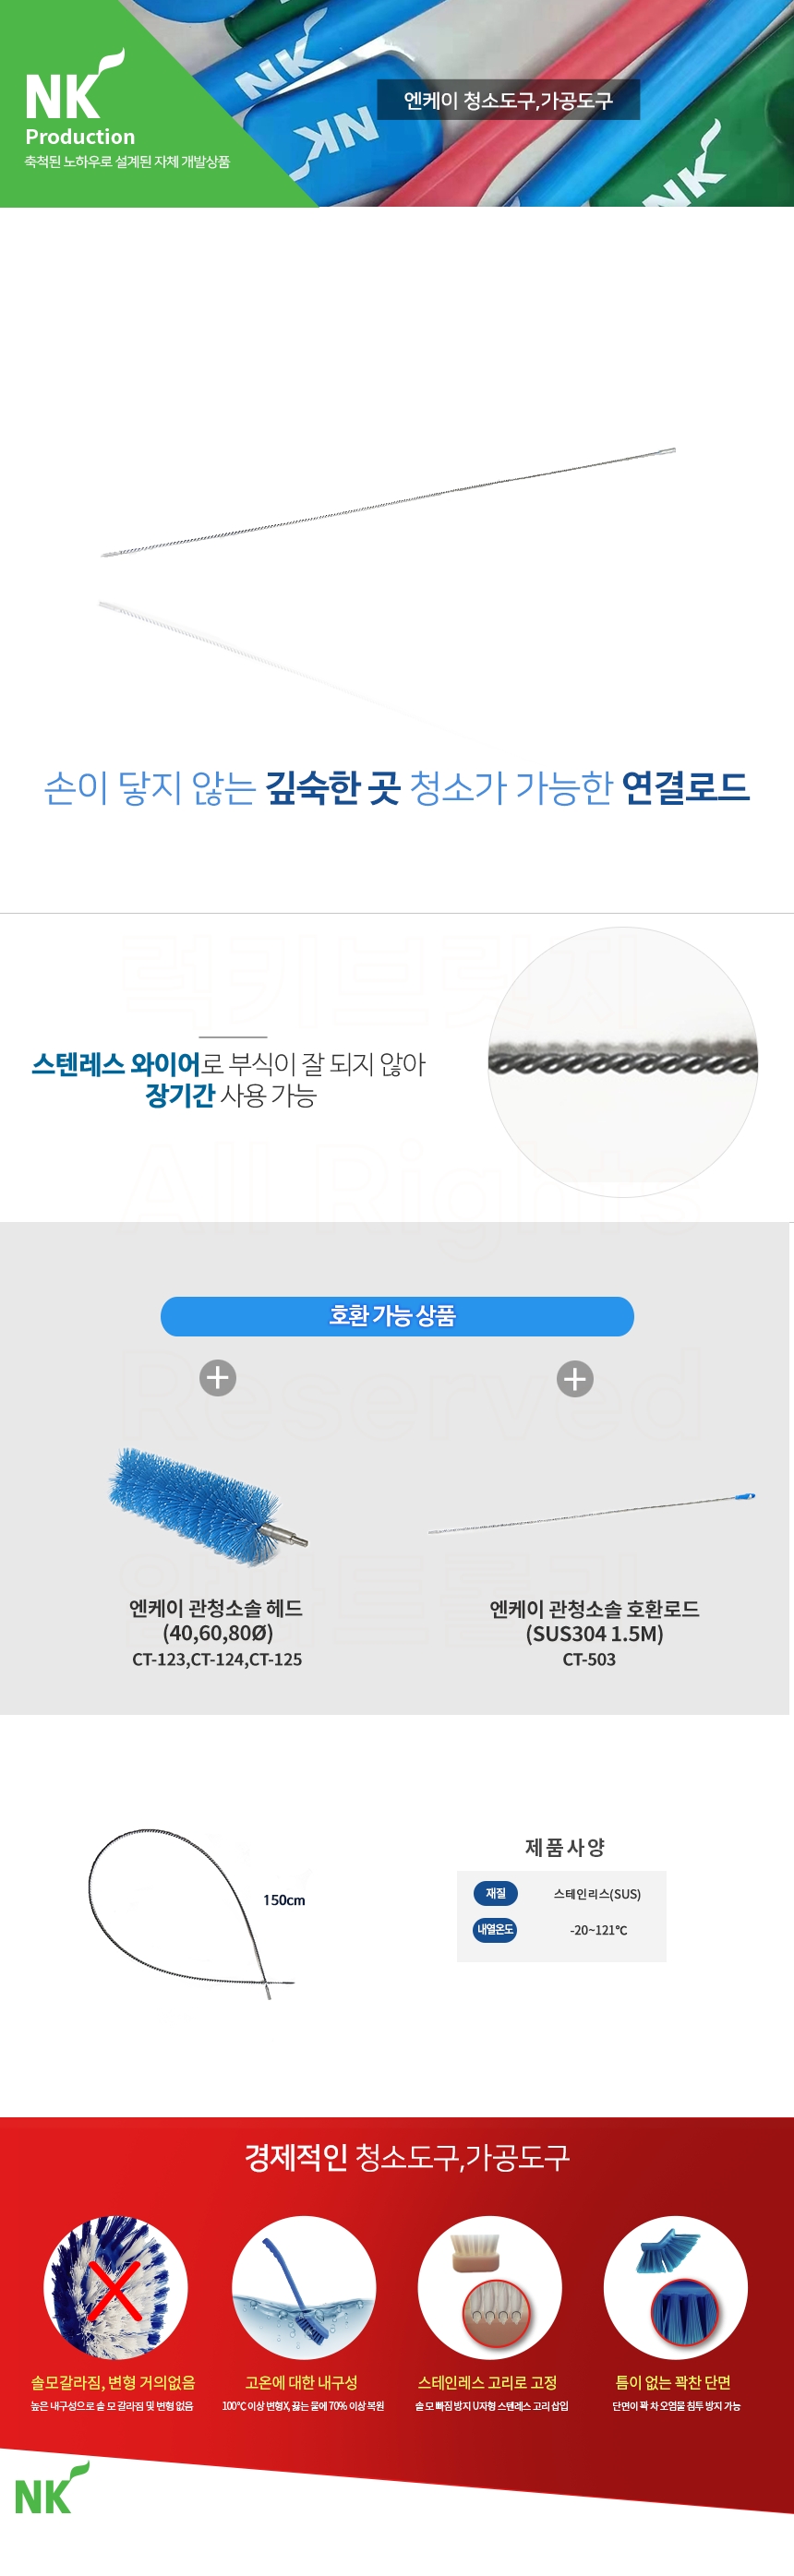 NK
Production
축척된 노하우로 설계된 자체 개발상품
엔케이 청소도구,가공도구
NK
NK
NK
손이 닿지 않는 깊숙한 곳 청소가 가능한 연결로드
스텐레스 와이어로 부식이 잘 되지 않아
장기간 사용 가능
All Rights
호환 가능 상품
Reserved
엔케이 관청소솔 헤드
(40,60,80Ø)
CT-123,CT-124,CT-125
엔케이 관청소솔 호환로드
(SUS304 1.5M)
CT-503
150cm
제품사양
재질 스테인리스(SUS)
내열온도 -20~121℃
경제적인 청소도구,가공도구
솔모갈라짐, 변형 거의없음
높은 내구성으로 솔 모 갈라짐 및 변형 없음
고온에 대한 내구성
100℃ 이상 변형X, 끓는 물에 70% 이상 복원
스테인레스 고리로 고정
솔 모 빠짐 방지 U자형 스텐레스 고리 삽입
틈이 없는 꽉찬 단면
단면이 꽉 차 오염물 침투 방지 가능
NK